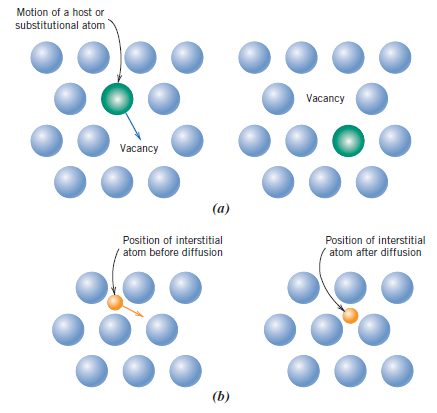 Motion of a host or
substitutional atom
Vacancy
Vacancy
(a)
Position of interstitial
atom before diffusion
Position of interstitial
atom after diffusion
(b)